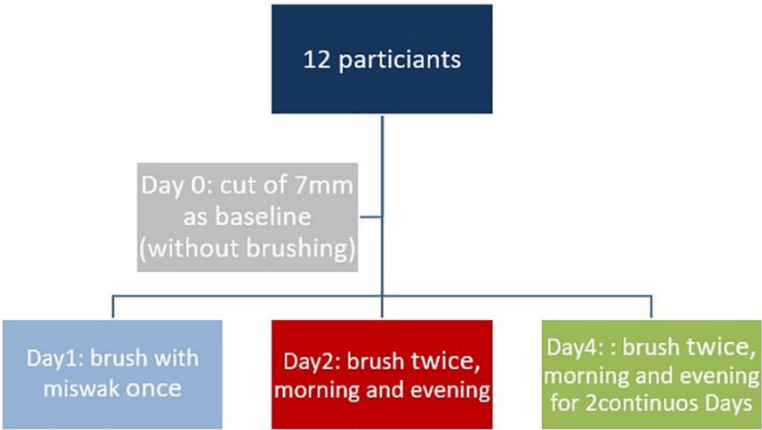 12 particiants
Day 0: cut of 7mm
as baseline
(without brushing)
Day1: brush with
miswak once
Day2: brush twice,
morning and evening
Day4: : brush twice,
morning and evening
for 2continuos Days